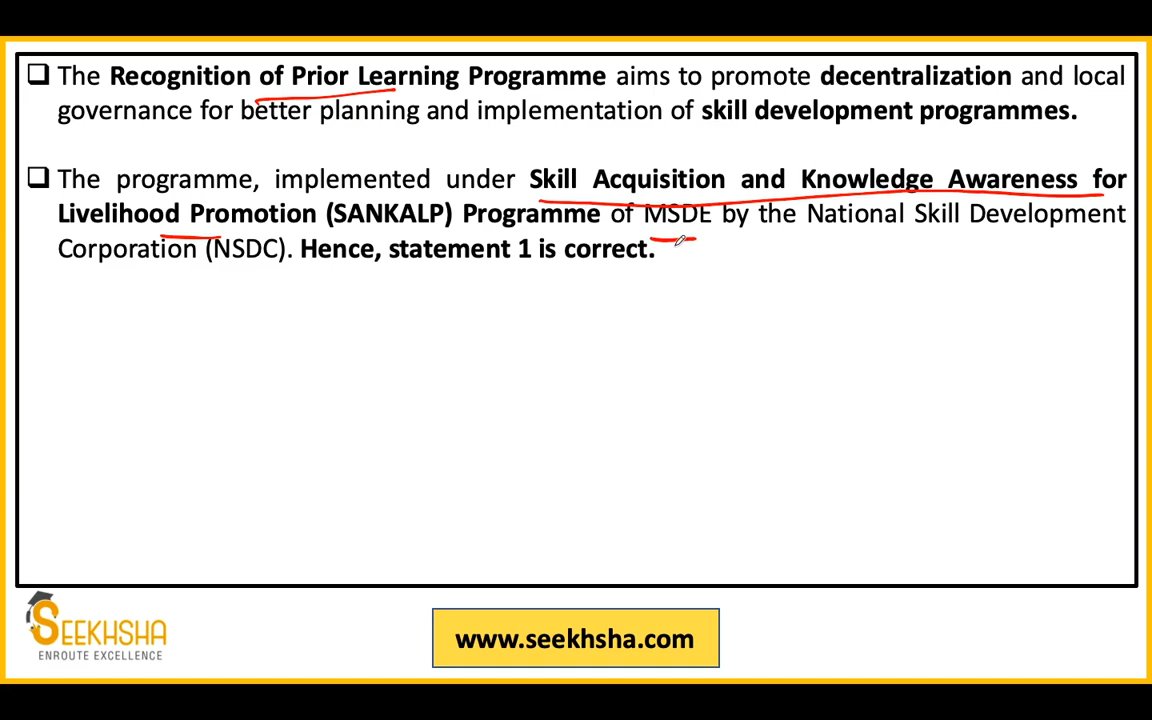 ❑ The Recognition of Prior Learning Programme aims to promote decentralization and local
governance for better planning and implementation of skill development programmes.
❑ The programme, implemented under Skill Acquisition and Knowledge Awareness for
Livelihood Promotion (SANKALP) Programme of MSDE by the National Skill Development
Corporation (NSDC). Hence, statement 1 is correct.
SEEKHSHA
ENROUTE EXCELLENCE
www.seekhsha.com